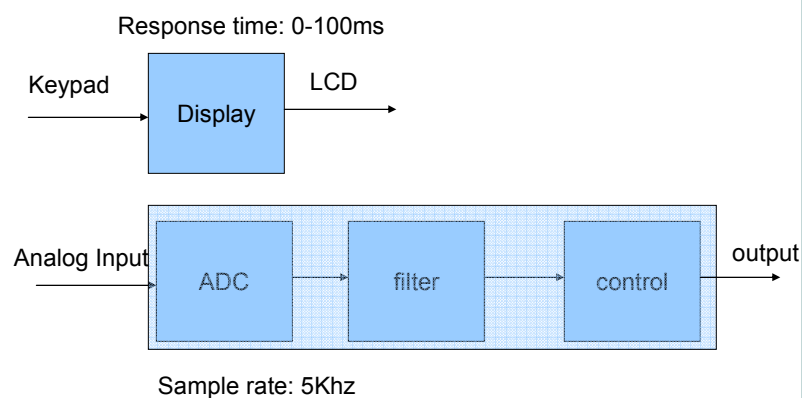 Response time: 0-100ms
Keypad
LCD
Display
Analog Input
ADC
filter
control
output
Sample rate: 5Khz